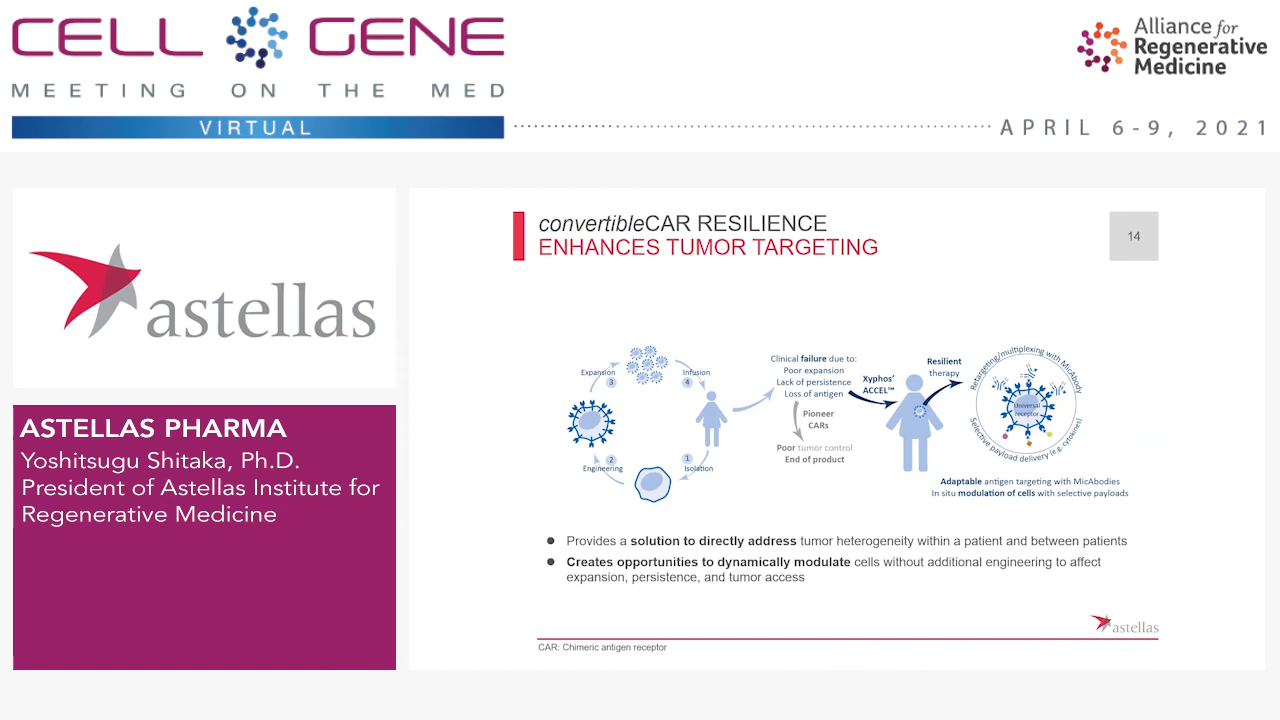 CELL GENE
MEETING ON THE MED
VIRTUAL
Alliance for
Regenerative
Medicine
APRIL 6-9, 2021
astellas
ASTELLAS PHARMA
Yoshitsugu Shitaka, Ph.D.
President of Astellas Institute for
Regenerative Medicine
convertibleCAR RESILIENCE
ENHANCES TUMOR TARGETING
14
Expansion
3
Infusion
4
Engineering
2
Isolation
1
Clinical failure due to:
Poor expansion
Lack of persistence
Loss of antigen
Pioneer
CARs
Poor tumor control
End of product
Xyphos'
ACCEL™
Resilient
therapy
Retargeting/multiplexing with MicAbody
Universal
receptor
Selective payload delivery (e.g. cytokines)
Adaptable antigen targeting with MicAbodies
In situ modulation of cells with selective payloads
● Provides a solution to directly address tumor heterogeneity within a patient and between patients
● Creates opportunities to dynamically modulate cells without additional engineering to affect
expansion, persistence, and tumor access
astellas
CAR: Chimeric antigen receptor